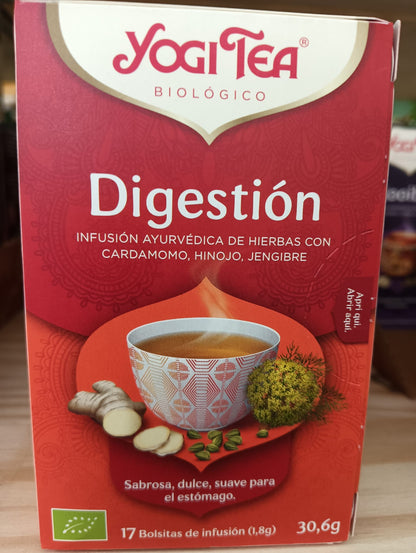 YOGI TEA®
BIOLÓGICO
Digestión
INFUSIÓN AYURVÉDICA DE HIERBAS CON
CARDAMOMO, HINOJO, JENGIBRE
Apri qui.
Abrir aquí.
Sabrosa, dulce, suave para
el estómago.
17 Bolsitas de infusión (1,8g)
30,6g